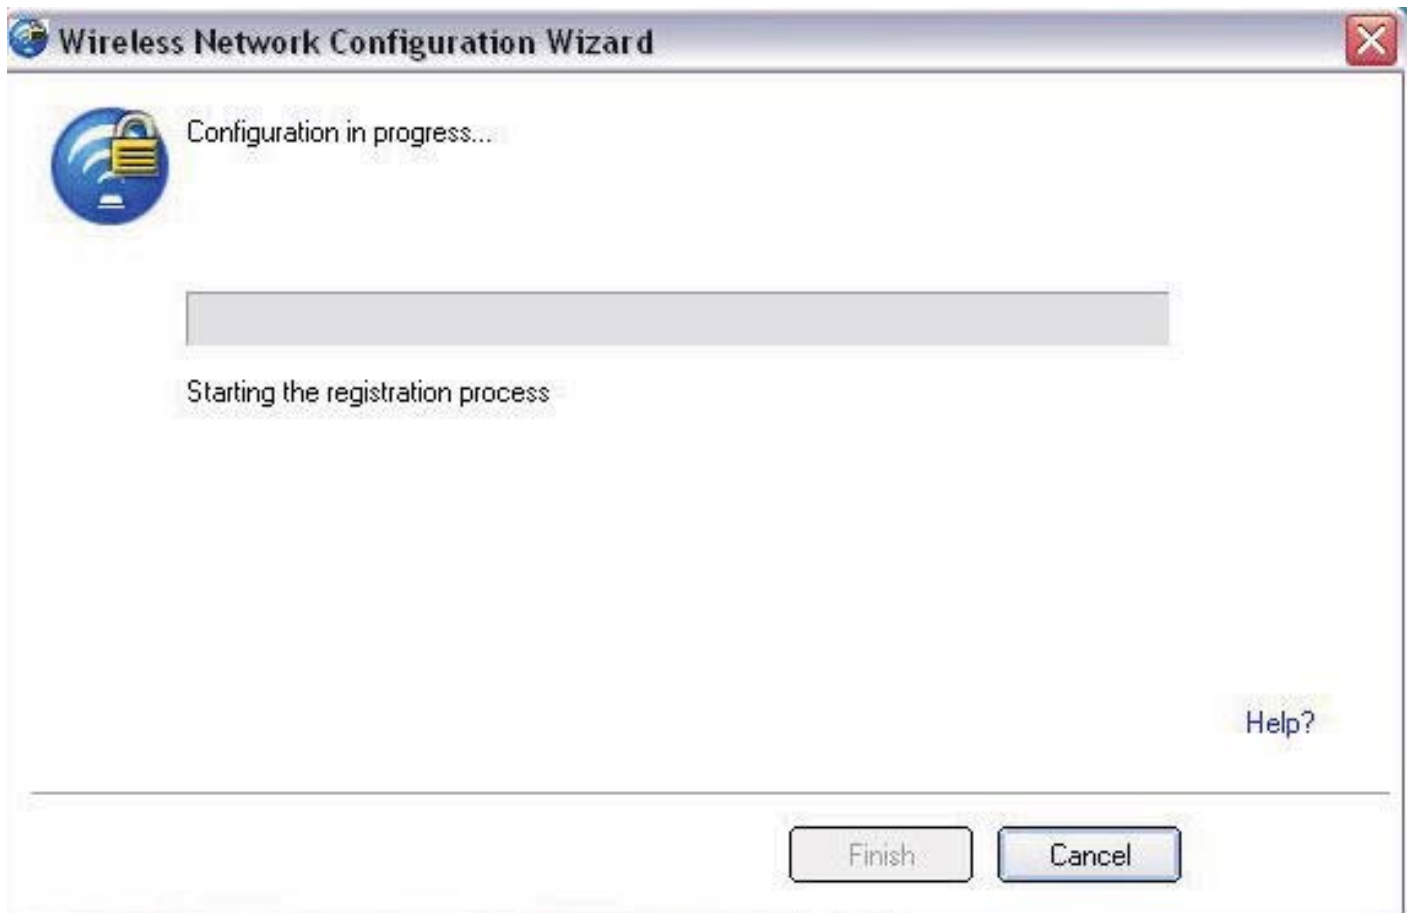 Wireless Network Configuration Wizard
Configuration in progress...
Starting the registration process
Help?
Finish
Cancel